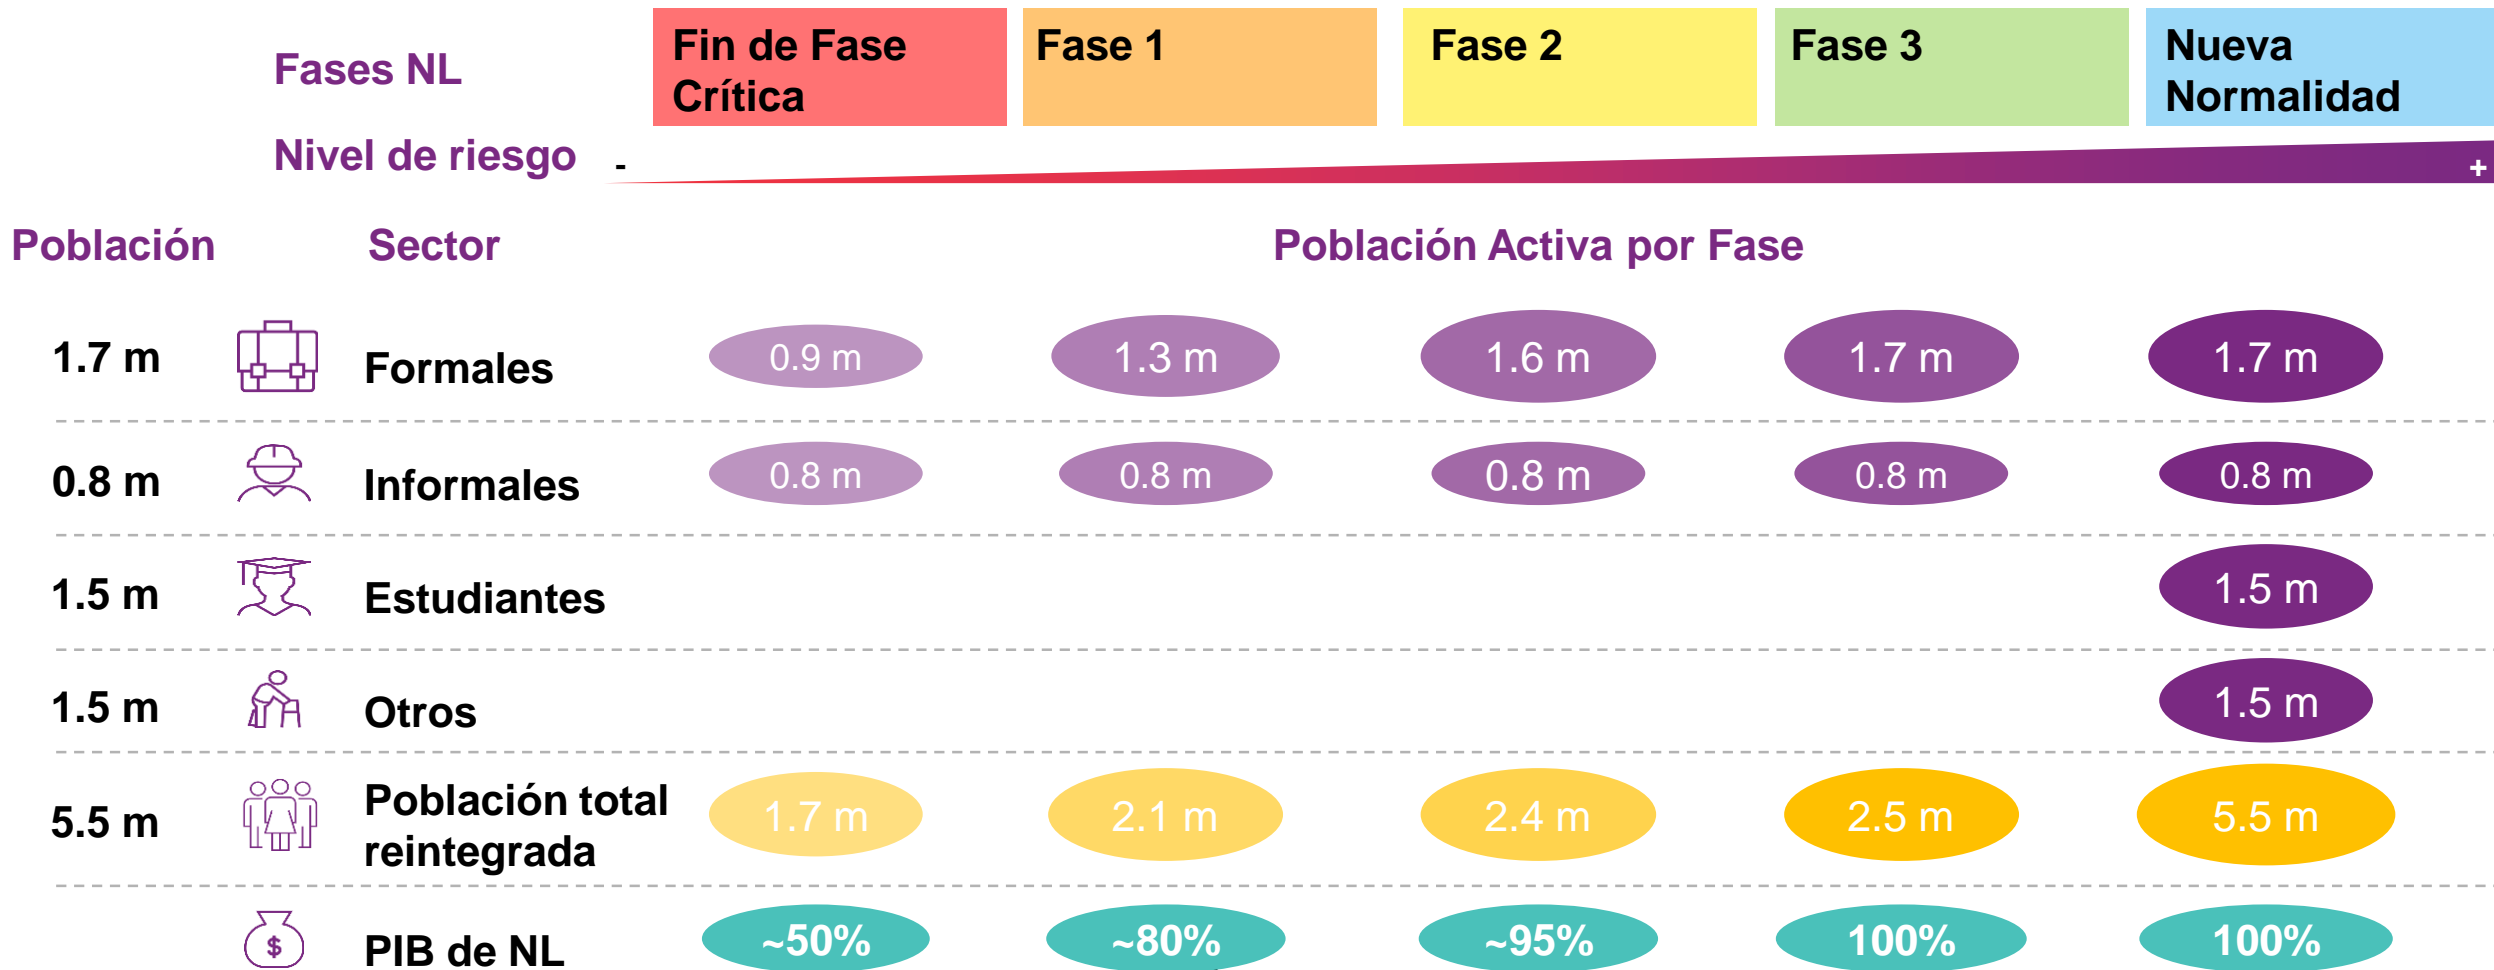 Fases NL
Fin de Fase
Crítica
Fase 1
Fase 2
Fase 3
Nueva
Normalidad
Nivel de riesgo - +
Población Sector Población Activa por Fase
1.7 m Formales 0.9 m 1.3 m 1.6 m 1.7 m 1.7 m
0.8 m Informales 0.8 m 0.8 m 0.8 m 0.8 m 0.8 m
1.5 m Estudiantes 1.5 m
1.5 m Otros 1.5 m
5.5 m Población total
reintegrada 1.7 m 2.1 m 2.4 m 2.5 m 5.5 m
$ PIB de NL ~50% ~80% ~95% 100% 100%